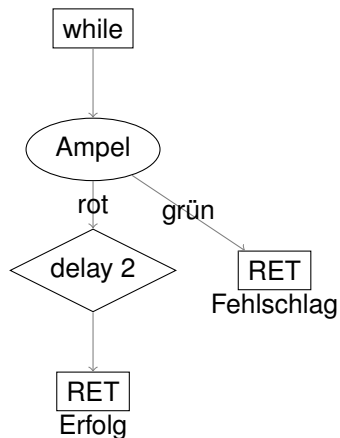 while
Ampel
rot
grün
delay 2
RET
Fehlschlag
RET
Erfolg